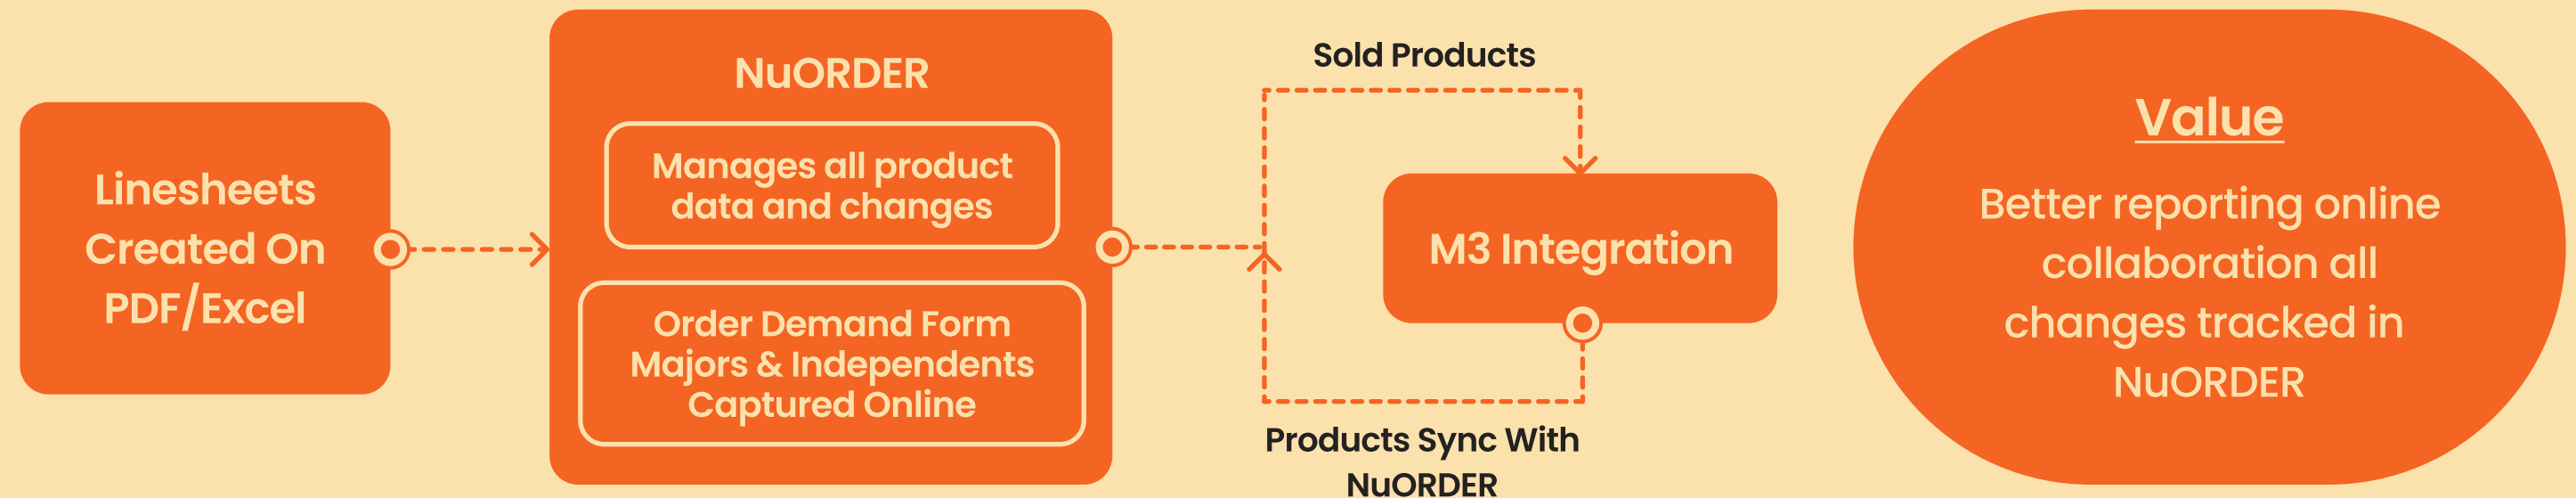 Linesheets
Created On
PDF/Excel
NuORDER
Manages all product
data and changes
Order Demand Form
Majors & Independents
Captured Online
Sold Products
M3 Integration
Products Sync With
NuORDER
Value
Better reporting online
collaboration all
changes tracked in
NuORDER